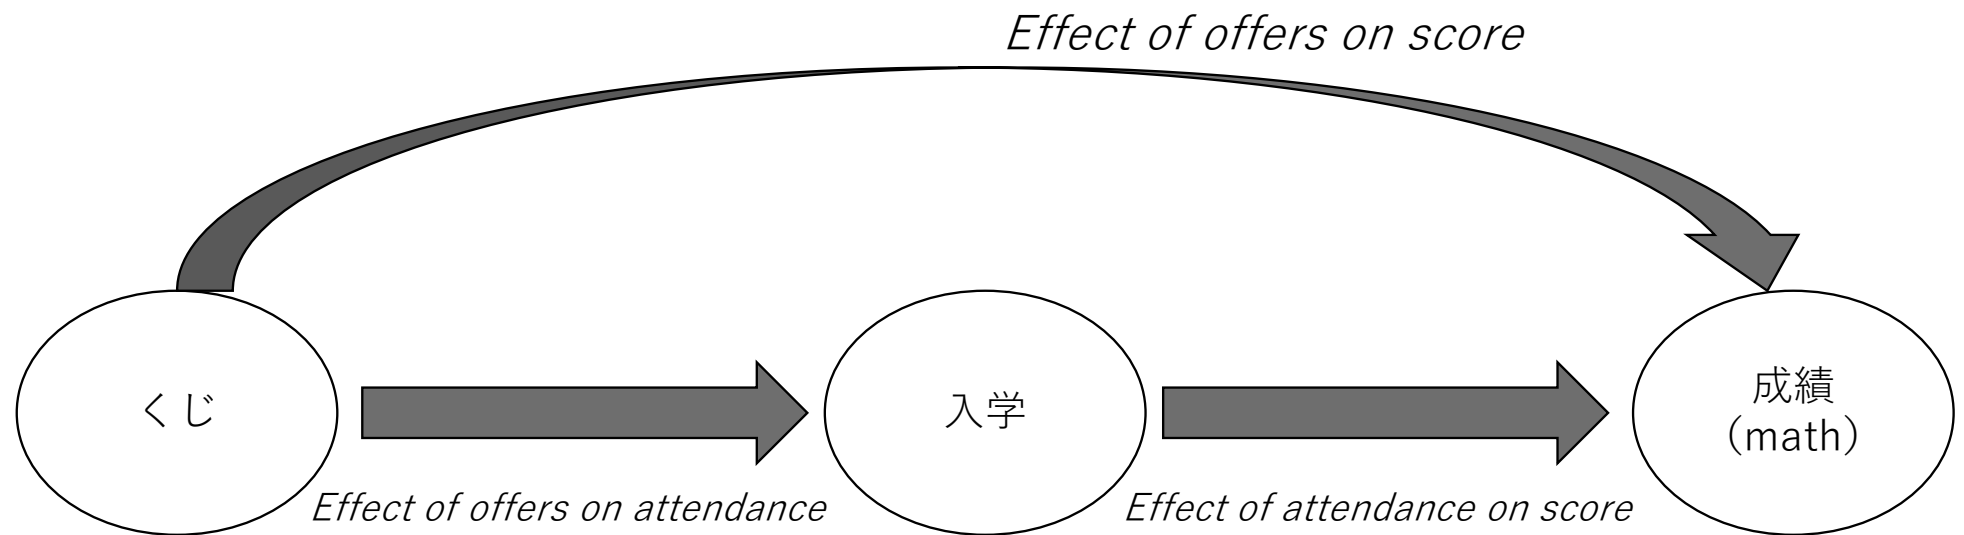 Effect of offers on score
くじ
入学
成績
（math）
Effect of offers on attendance
Effect of attendance on score